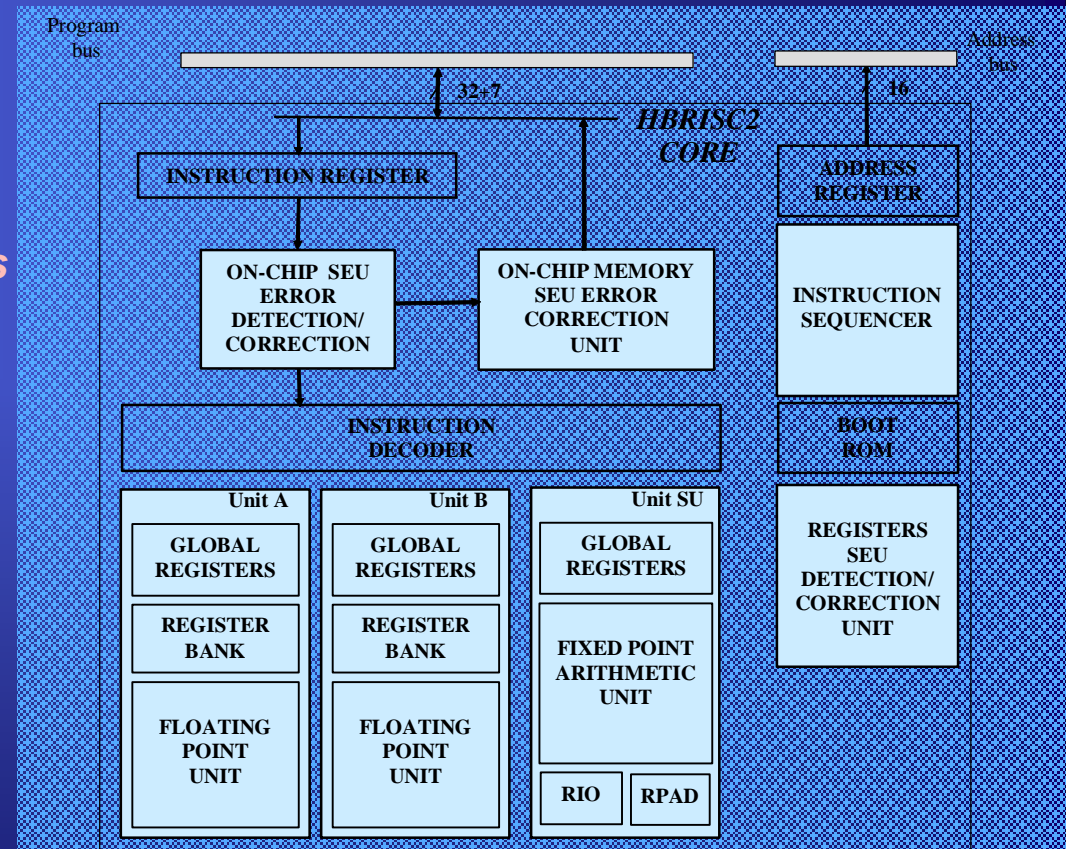 Program
bus
Address
bus
32+7
16
HBRISC2
CORE
INSTRUCTION REGISTER
ADDRESS
REGISTER
s
ON-CHIP SEU
ERROR
DETECTION/
CORRECTION
ON-CHIP MEMORY
SEU ERROR
CORRECTION
UNIT
INSTRUCTION
SEQUENCER
INSTRUCTION
DECODER
BOOT
ROM
Unit A
GLOBAL
REGISTERS
REGISTER
BANK
FLOATING
POINT
UNIT
Unit B
GLOBAL
REGISTERS
REGISTER
BANK
FLOATING
POINT
UNIT
Unit SU
GLOBAL
REGISTERS
FIXED POINT
ARITHMETIC
UNIT
RIO
RPAD
REGISTERS
SEU
DETECTION/
CORRECTION
UNIT